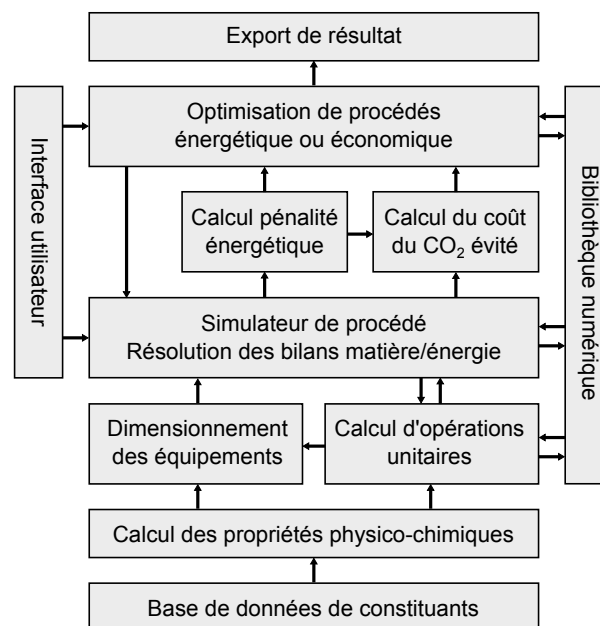 Export de résultat
Optimisation de procédés
énergétique ou économique
Interface utilisateur
Bibliothèque numérique
Calcul pénalité
énergétique
Calcul du coût
du CO₂ évité
Simulateur de procédé
Résolution des bilans matière/énergie
Dimensionnement
des équipements
Calcul d'opérations
unitaires
Calcul des propriétés physico-chimiques
Base de données de constituants